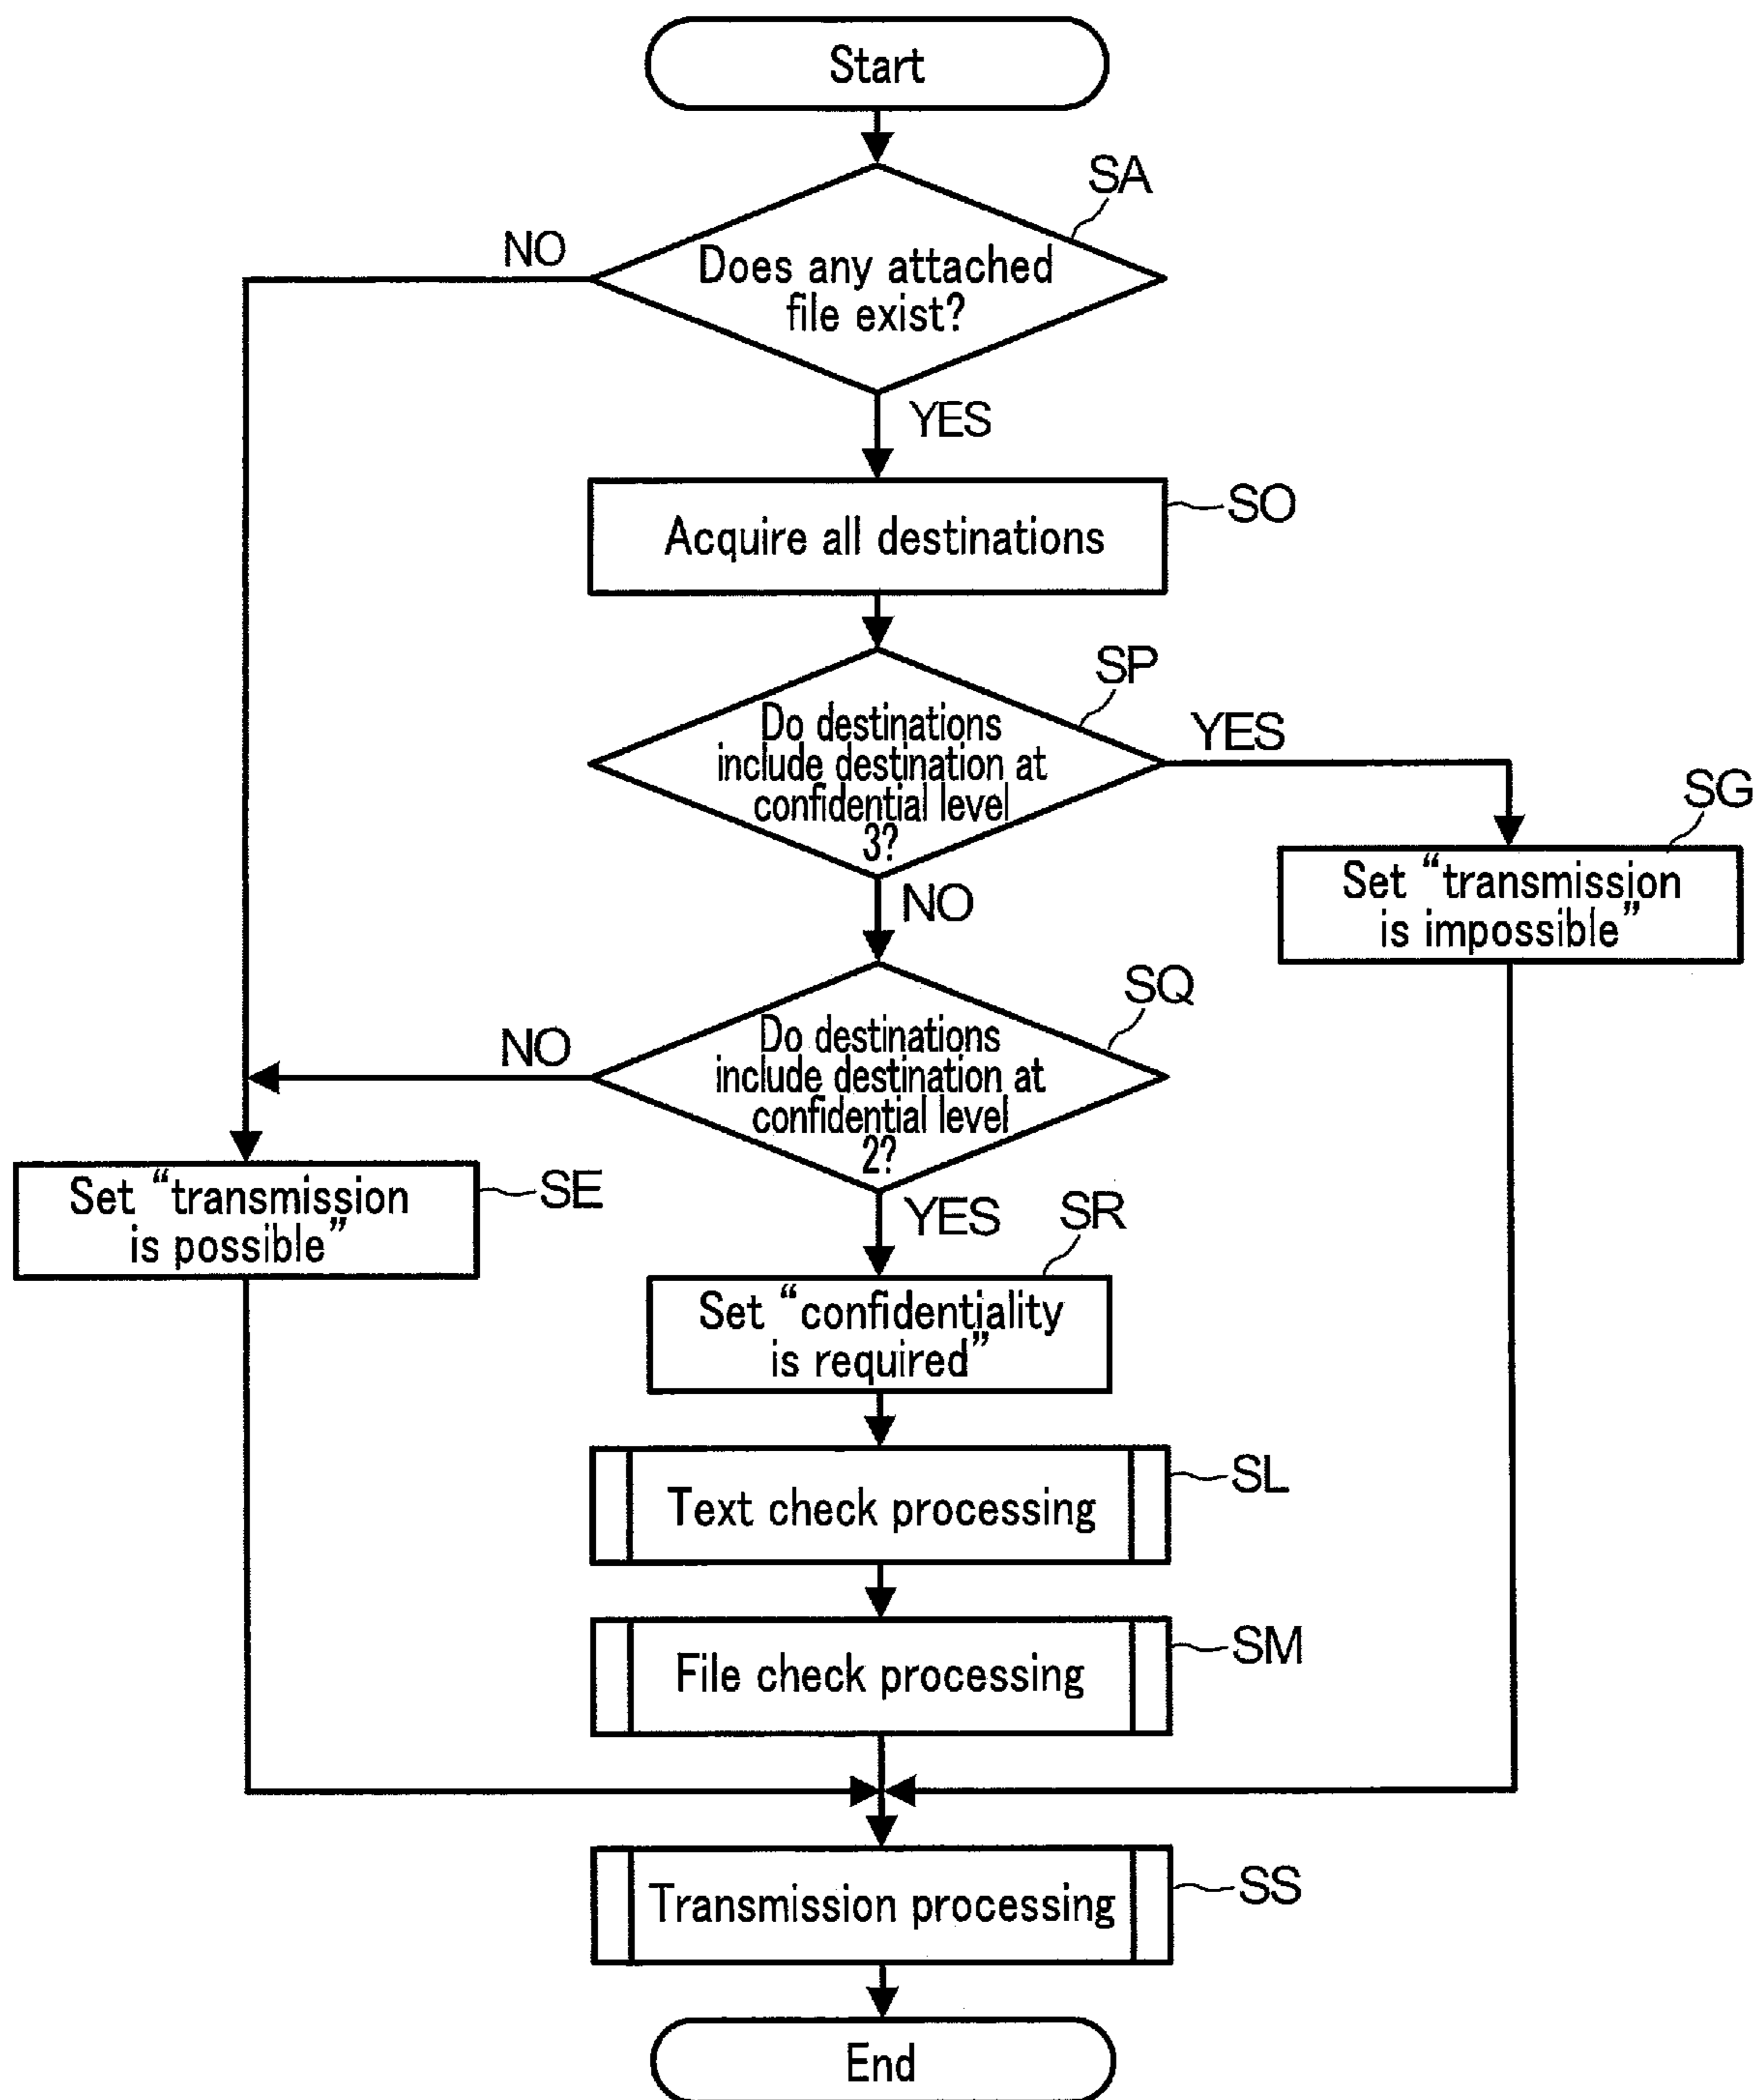 Start
SA
NO
Does any attached
file exist?
YES
SO
Acquire all destinations
SP
Do destinations
include destination at
confidential level
3?
YES
SG
Set “transmission
is impossible”
NO
SQ
Do destinations
include destination at
confidential level
2?
NO
SE
Set “transmission
is possible”
YES
SR
Set “confidentiality
is required”
SL
Text check processing
SM
File check processing
SS
Transmission processing
End